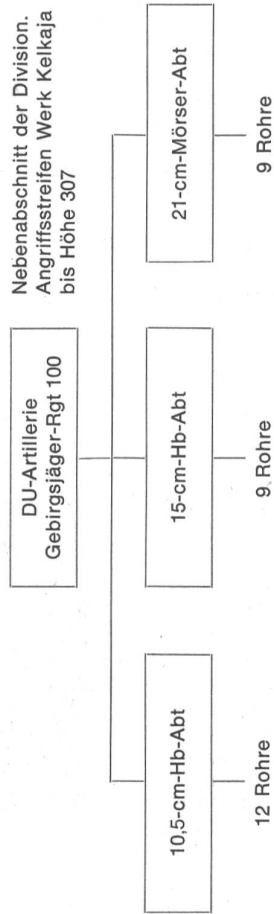 Nebenabschnitt der Division.
Angriffsstreifen Werk Kelkaja
bis Höhe 307
DU-Artillerie
Gebirgsjäger-Rgt 100
10,5-cm-Hb-Abt
15-cm-Hb-Abt
21-cm-Mörser-Abt
12 Rohre
9 Rohre
9 Rohre